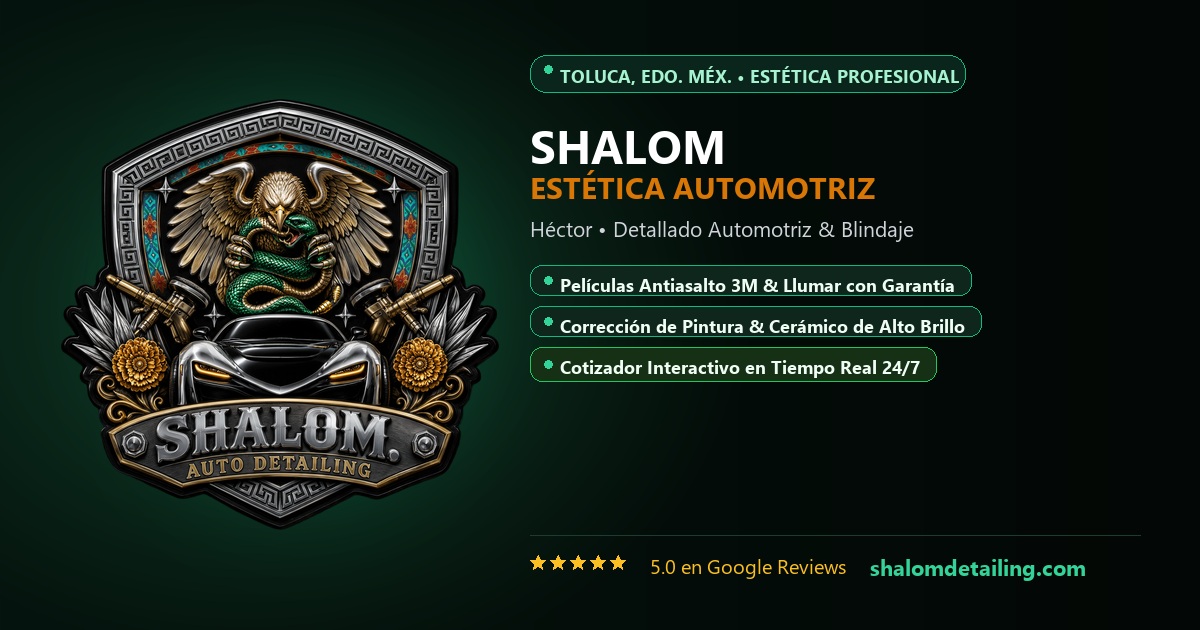 TOLUCA, EDO. MÉX. • ESTÉTICA PROFESIONAL
SHALOM
ESTÉTICA AUTOMOTRIZ
Héctor • Detallado Automotriz & Blindaje
Películas Antiasalto 3M & Llumar con Garantía
Corrección de Pintura & Cerámico de Alto Brillo
Cotizador Interactivo en Tiempo Real 24/7
SHALOM.
AUTO DETAILING
5.0 en Google Reviews
shalomdetailing.com